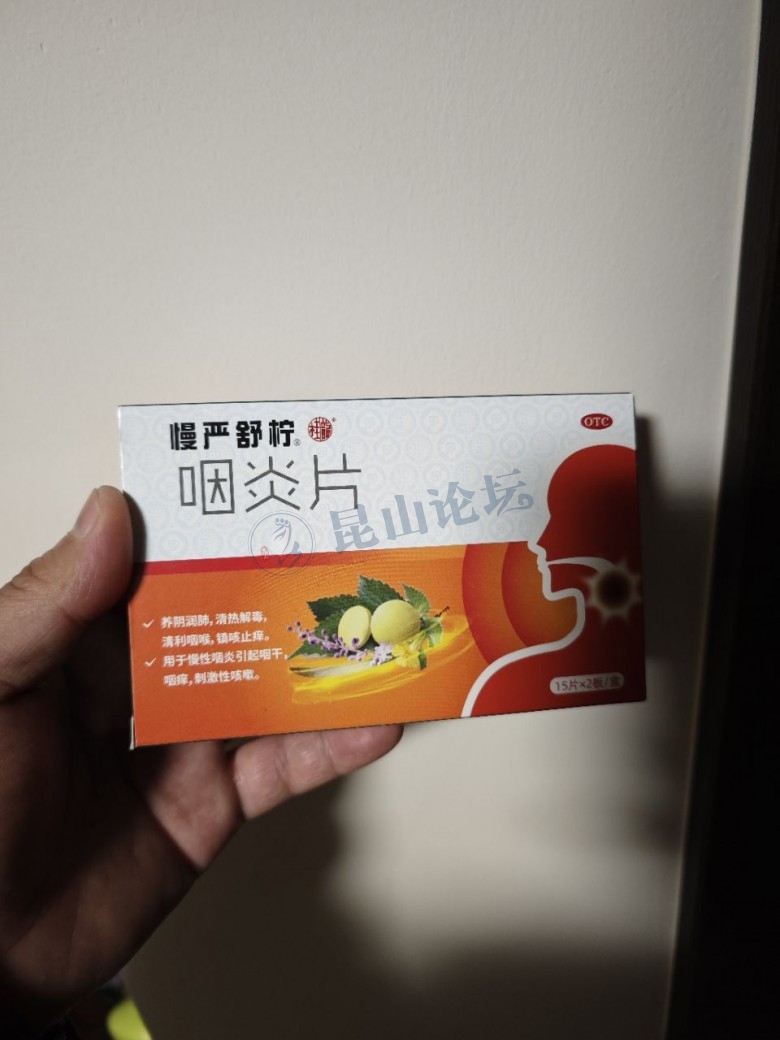 慢严舒柠®
桂龍
OTC
咽炎片
昆山论坛
养阴润肺,清热解毒,
清利咽喉,镇咳止痒。
用于慢性咽炎引起咽干,
咽痒,刺激性咳嗽。
15片×2板/盒